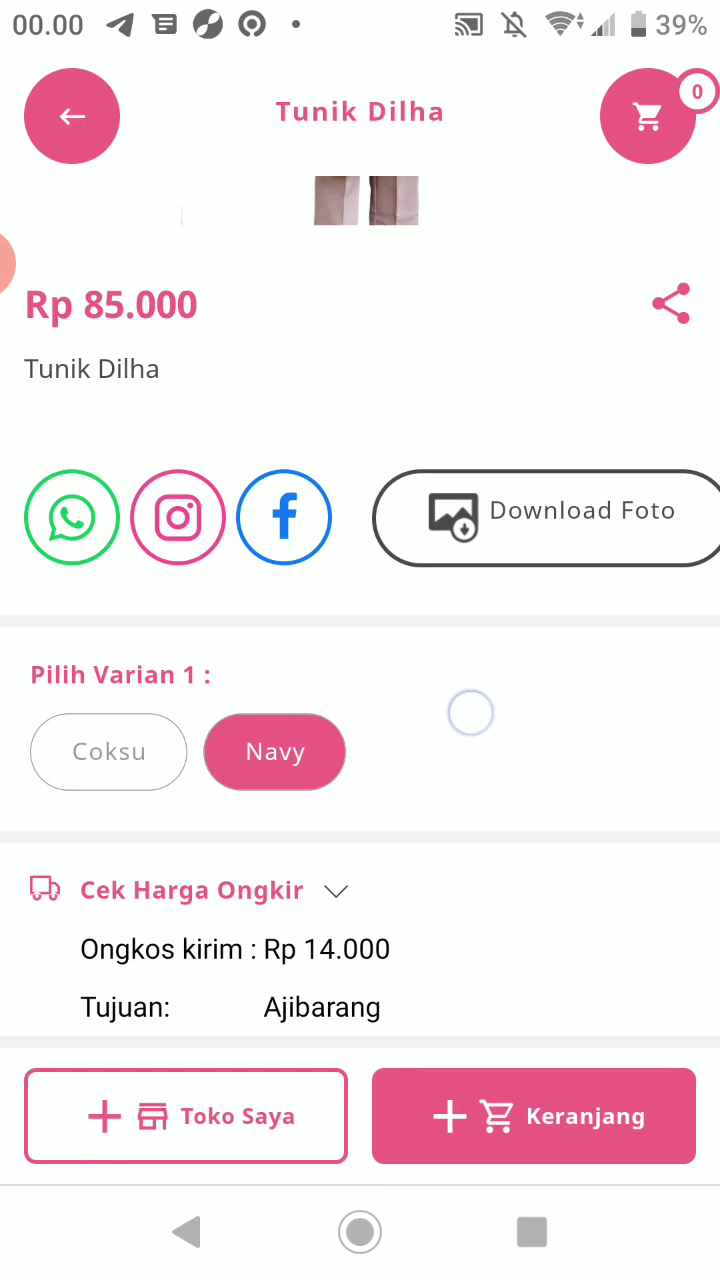 00.00 39%
Tunik Dilha
0
Rp 85.000
Tunik Dilha
Download Foto
Pilih Varian 1 :
Coksu Navy
Cek Harga Ongkir
Ongkos kirim : Rp 14.000
Tujuan: Ajibarang
Toko Saya Keranjang